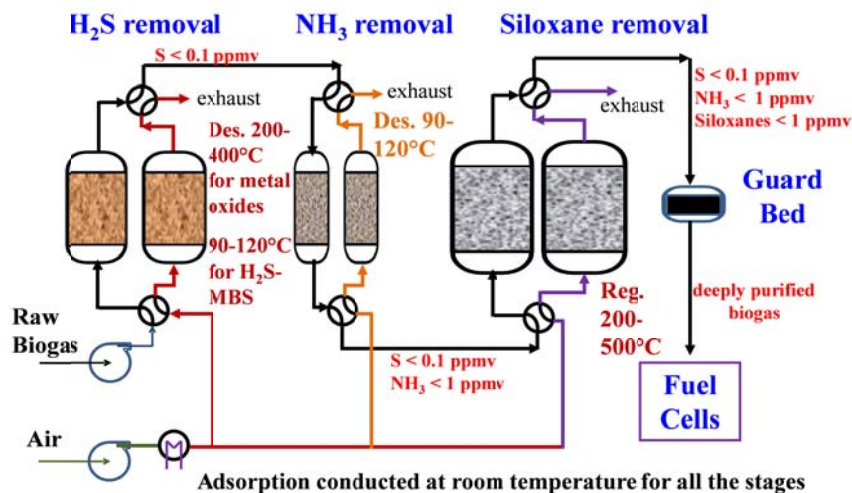 H₂S removal
NH₃ removal
Siloxane removal
S < 0.1 ppmv
exhaust
exhaust
exhaust
S < 0.1 ppmv
NH₃ < 1 ppmv
Siloxanes < 1 ppmv
Des. 200-
400°C
for metal
oxides
90-120°C
for H₂S-
MBS
Des. 90-
120°C
Guard
Bed
Raw
Biogas
Reg.
200-
500°C
deeply purified
biogas
S < 0.1 ppmv
NH₃ < 1 ppmv
Fuel
Cells
Air
Adsorption conducted at room temperature for all the stages